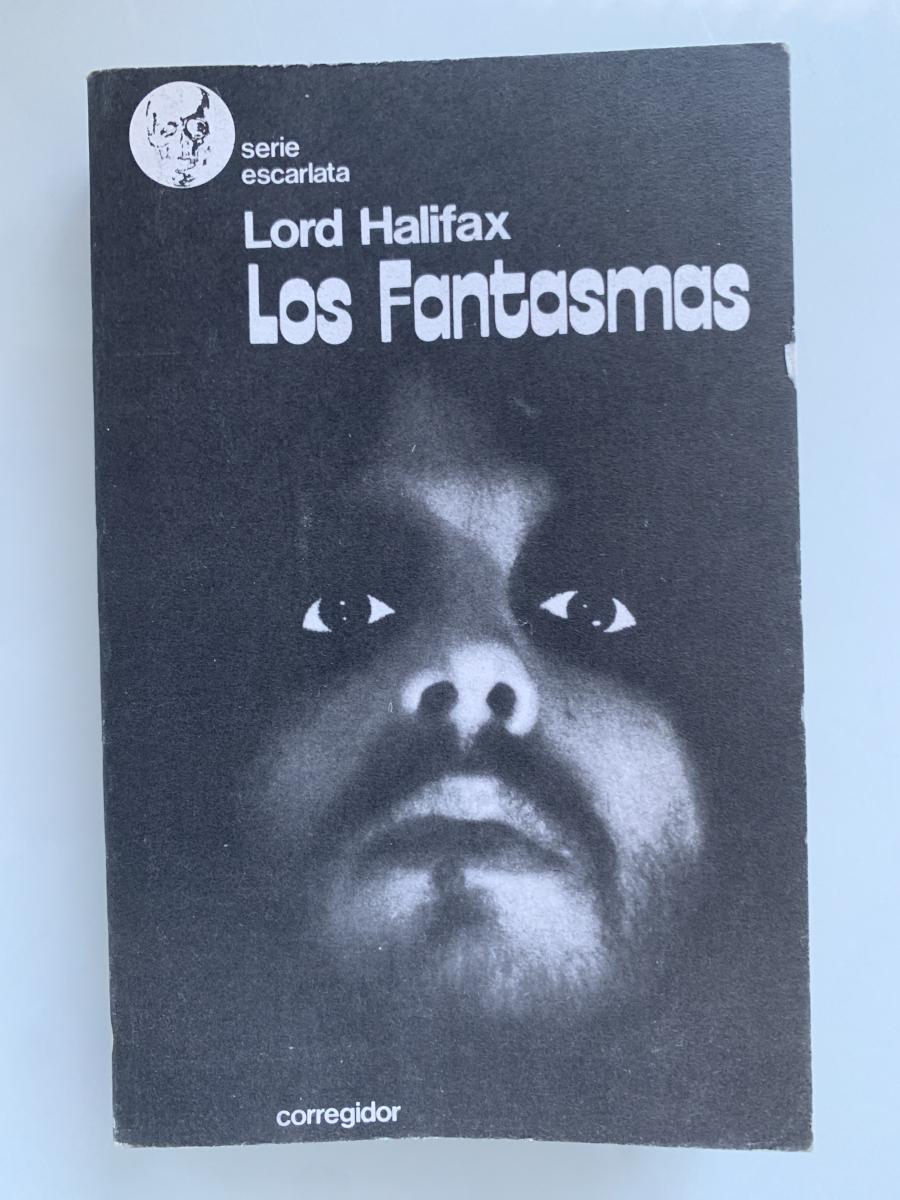 serie
escarlata
Lord Halifax
Los Fantasmas
corregidor